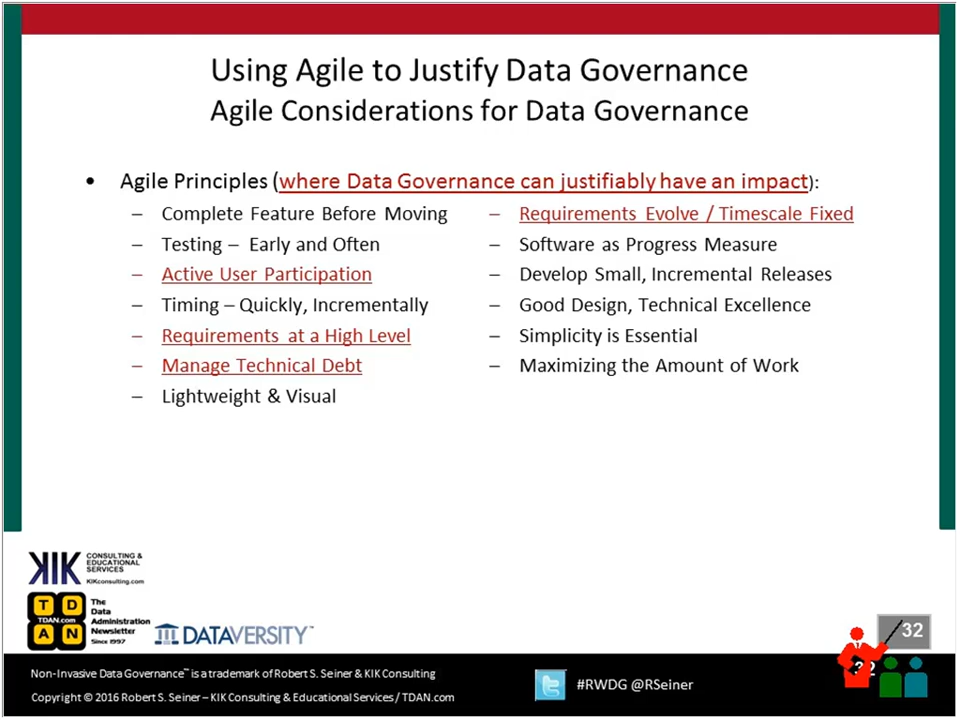 Using Agile to Justify Data Governance
Agile Considerations for Data Governance
• Agile Principles (where Data Governance can justifiably have an impact):
– Complete Feature Before Moving
– Testing – Early and Often
– Active User Participation
– Timing – Quickly, Incrementally
– Requirements at a High Level
– Manage Technical Debt
– Lightweight & Visual
– Requirements Evolve / Timescale Fixed
– Software as Progress Measure
– Develop Small, Incremental Releases
– Good Design, Technical Excellence
– Simplicity is Essential
– Maximizing the Amount of Work
KIK
CONSULTING &
EDUCATIONAL
SERVICES
KIKconsulting.com
T D
TDAN.com
A N
The
Data
Administration
Newsletter
Since 1997
DATAVERSITY™
32
32
Non-Invasive Data Governance™ is a trademark of Robert S. Seiner & KIK Consulting
Copyright © 2016 Robert S. Seiner – KIK Consulting & Educational Services / TDAN.com
#RWDG @RSeiner